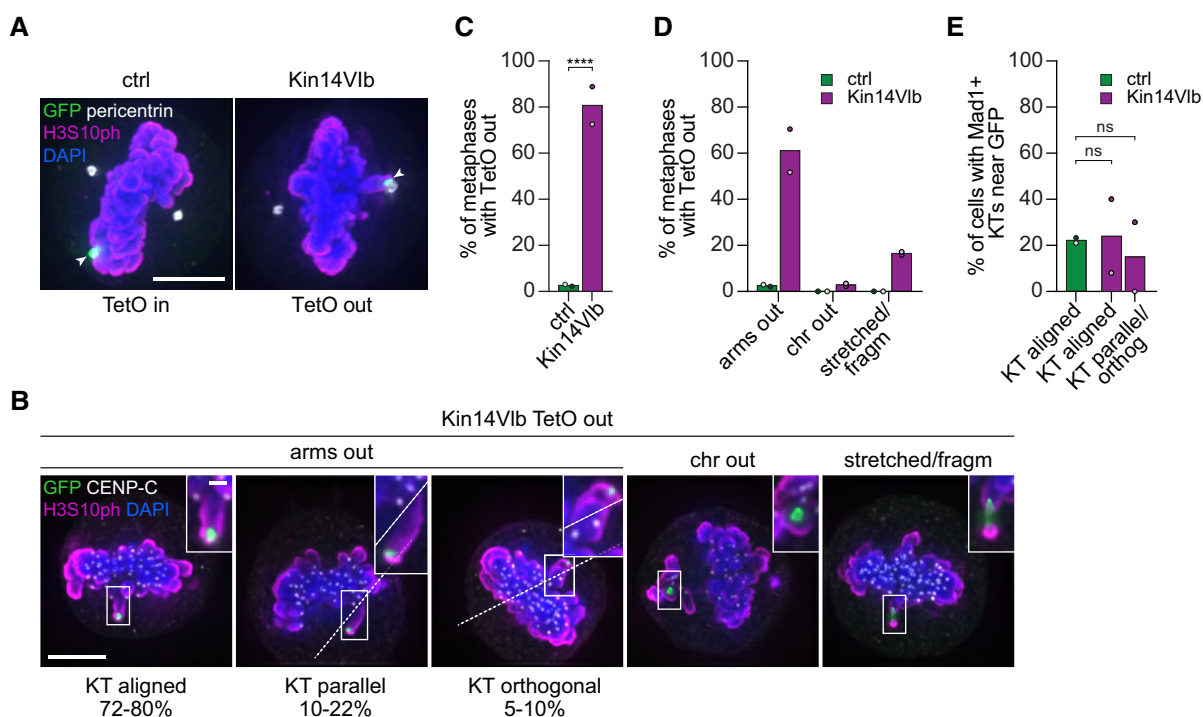 A
ctrl
Kin14VIb
GFP pericentrin
H3S10ph
DAPI
TetO in
TetO out
C
% of metaphases
with TetO out
100
80
60
40
20
0
****
ctrl
Kin14VIb
D
% of metaphases
with TetO out
100
80
60
40
20
0
ctrl
Kin14VIb
arms out
chr out
stretched/
fragm
E
% of cells with Mad1+
KTs near GFP
100
80
60
40
20
0
ctrl
Kin14VIb
ns
ns
KT aligned
KT aligned
KT parallel/
orthog
B
Kin14VIb TetO out
arms out
chr out
stretched/fragm
GFP CENP-C
H3S10ph DAPI
KT aligned
72-80%
KT parallel
10-22%
KT orthogonal
5-10%